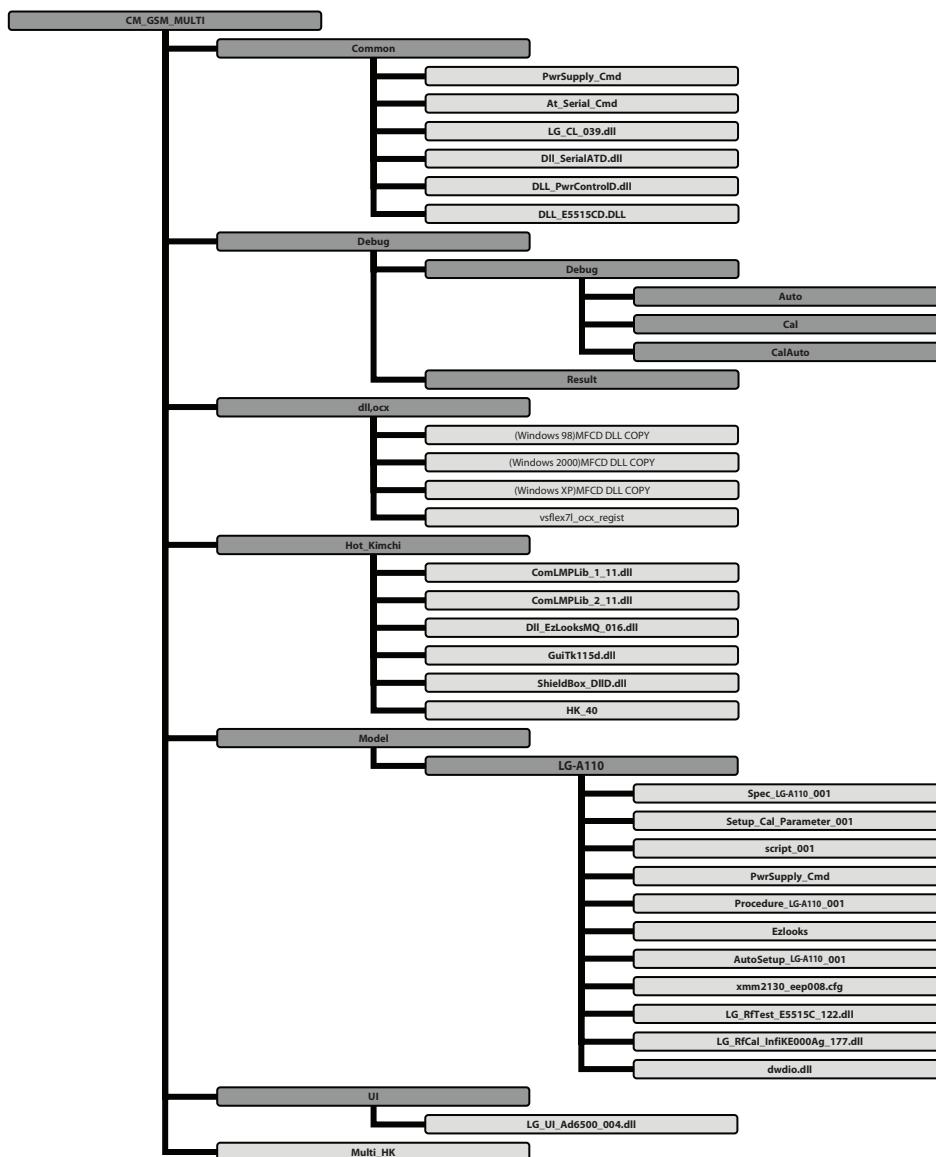 CM_GSM_MULTI
Common
PwrSupply_Cmd
At_Serial_Cmd
LG_CL_039.dll
Dll_SerialATD.dll
DLL_PwrControlD.dll
DLL_E5515CD.DLL
Debug
Debug
Auto
Cal
CalAuto
Result
dll,ocx
(Windows 98)MFCD DLL COPY
(Windows 2000)MFCD DLL COPY
(Windows XP)MFCD DLL COPY
vsflex7l_ocx_regist
Hot_Kimchi
ComLMPLib_1_11.dll
ComLMPLib_2_11.dll
Dll_EzLooksMQ_016.dll
GuiTk115d.dll
ShieldBox_DllD.dll
HK_40
Model
LG-A110
Spec_LG-A110_001
Setup_Cal_Parameter_001
script_001
PwrSupply_Cmd
Procedure_LG-A110_001
Ezlooks
AutoSetup_LG-A110_001
xmm2130_eep008.cfg
LG_RfTest_E5515C_122.dll
LG_RfCal_InfiKE000Ag_177.dll
dwdio.dll
UI
LG_UI_Ad6500_004.dll
Multi_HK